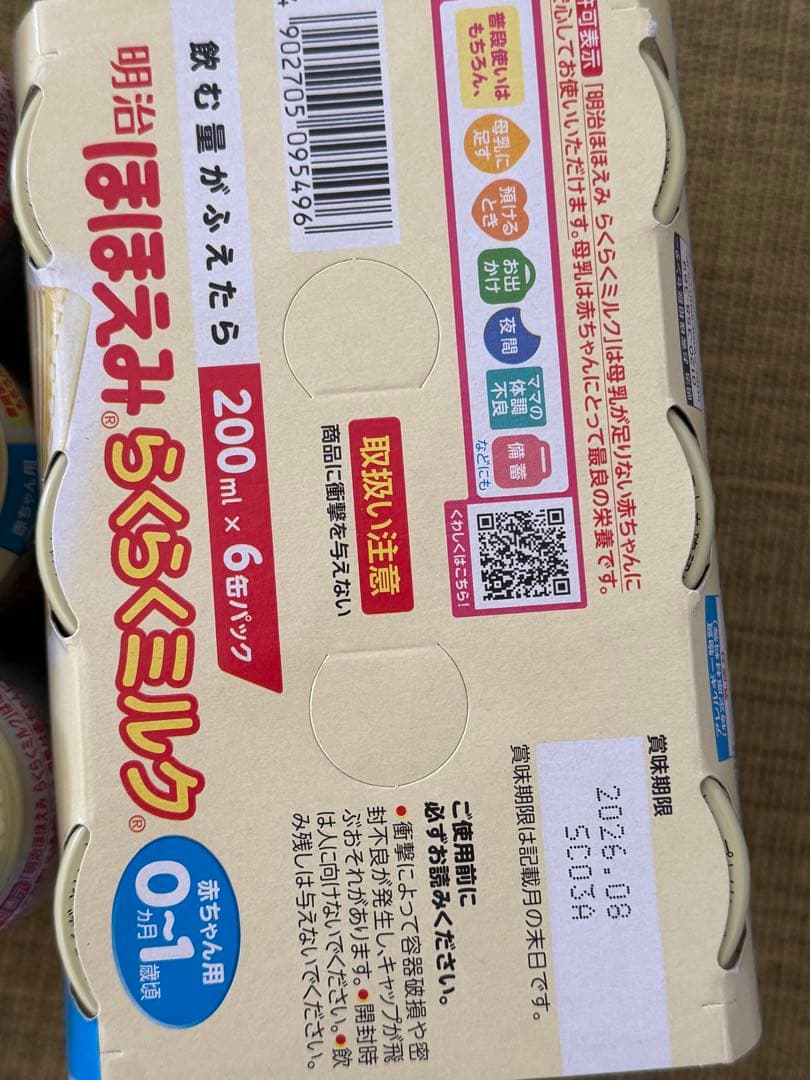 許可表示 「明治ほほえみ らくらくミルク」は母乳が足りない赤ちゃんに
安心してお使いいただけます。母乳は赤ちゃんにとって最良の栄養です。
普段使いは
もちろん、
母乳に
足す
預ける
とき
お出
かけ
夜間
ママの
体調
不良
備蓄
などにも
くわしくはこちら!
4 902705 095496
取扱い注意
商品に衝撃を与えない
飲む量がふえたら
200ml×6缶パック
明治ほほえみ®らくらくミルク®
赤ちゃん用
0~1
カ月
歳頃
賞味期限
2026.08
SC03A
賞味期限は記載月の末日です。
ご使用前に
必ずお読みください。
●衝撃によって容器破損や密
封不良が発生し、キャップが飛
ぶおそれがあります。●開封時
は人に向けないでください。●飲
み残しは与えないでください。
赤ちゃん用